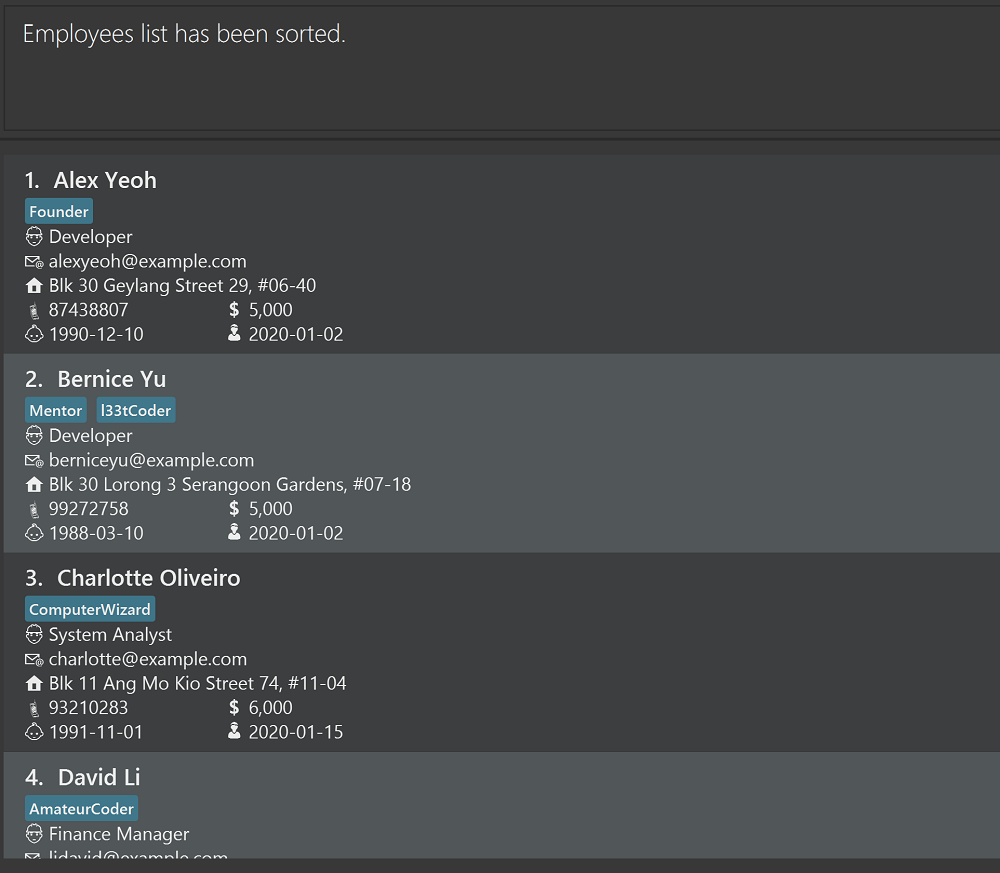 Employees list has been sorted.
1. Alex Yeoh
Founder
Developer
alexyeoh@example.com
Blk 30 Geylang Street 29, #06-40
87438807 $ 5,000
1990-12-10 2020-01-02
2. Bernice Yu
Mentor l33tCoder
Developer
berniceyu@example.com
Blk 30 Lorong 3 Serangoon Gardens, #07-18
99272758 $ 5,000
1988-03-10 2020-01-02
3. Charlotte Oliveiro
ComputerWizard
System Analyst
charlotte@example.com
Blk 11 Ang Mo Kio Street 74, #11-04
93210283 $ 6,000
1991-11-01 2020-01-15
4. David Li
AmateurCoder
Finance Manager
lidavid@example.com